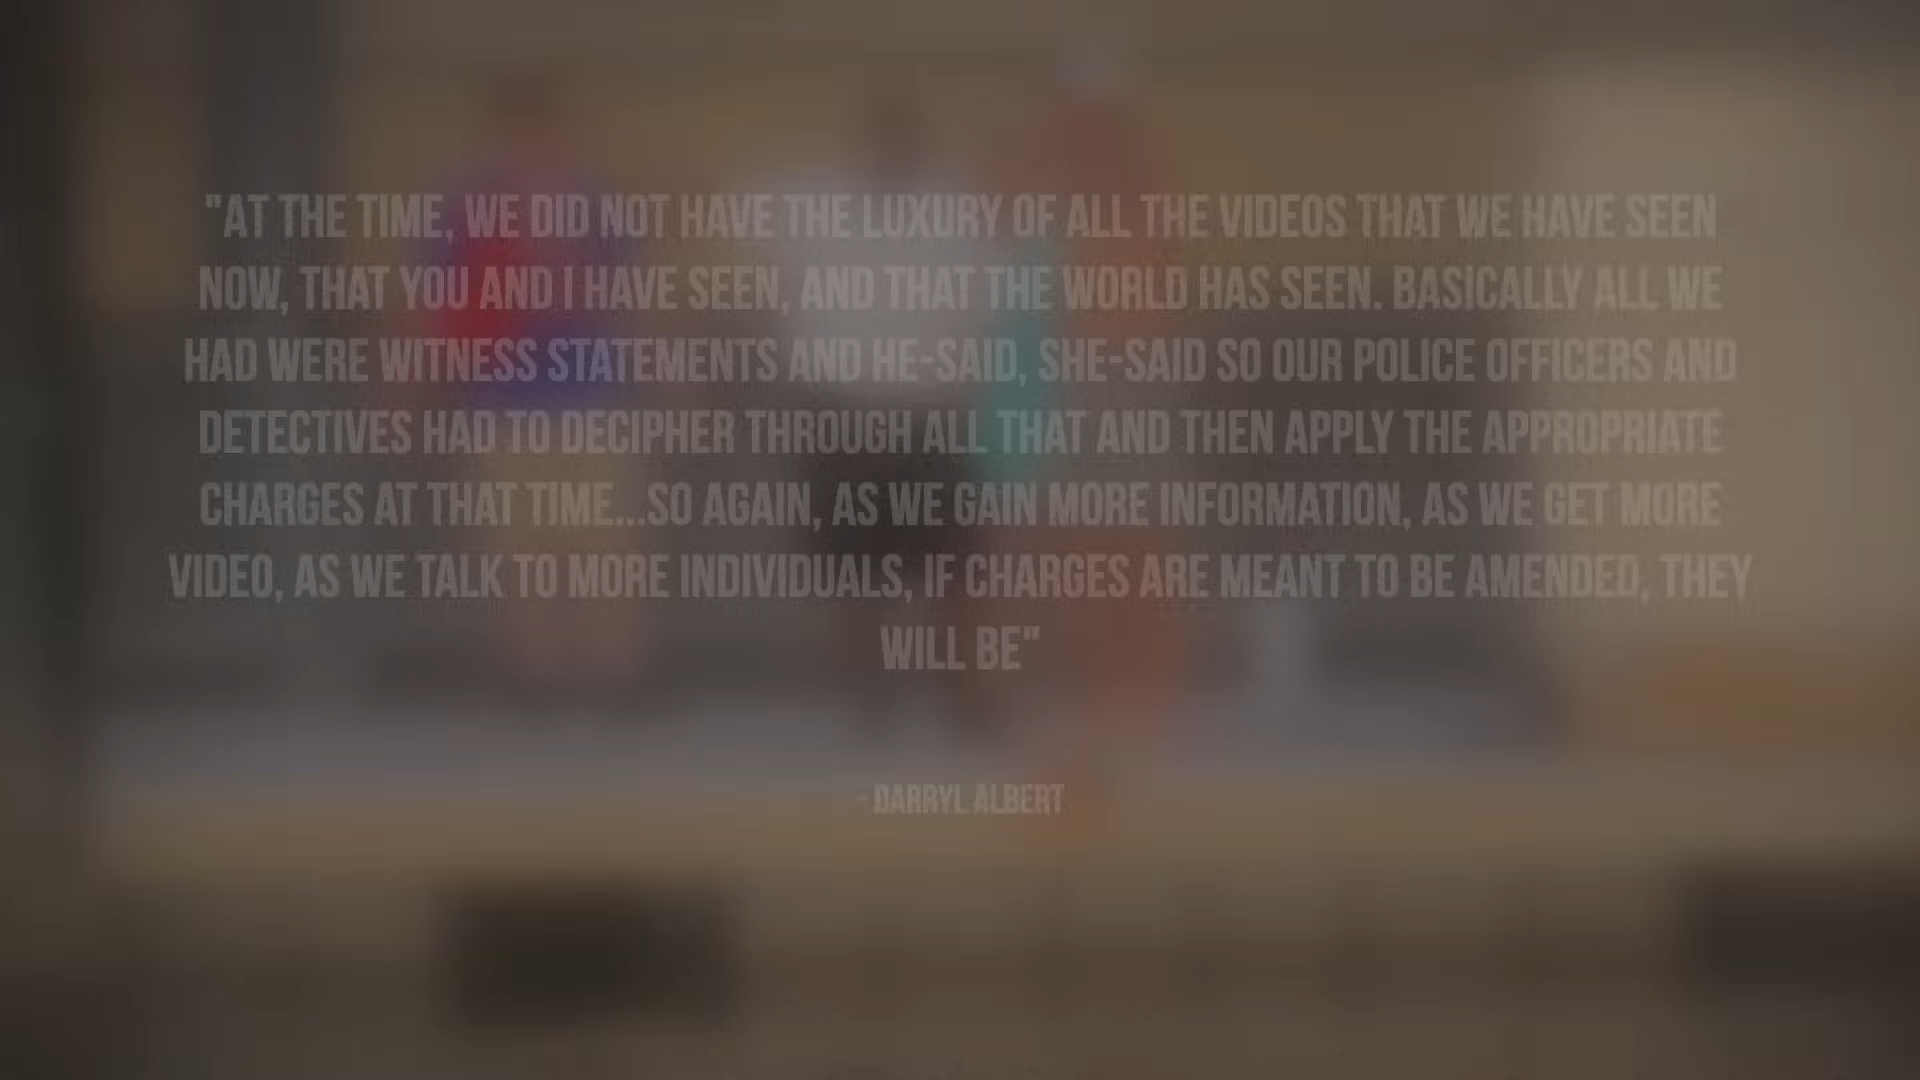 "AT THE TIME, WE DID NOT HAVE THE LUXURY OF ALL THE VIDEOS THAT WE HAVE SEEN
NOW, THAT YOU AND I HAVE SEEN, AND THAT THE WORLD HAS SEEN. BASICALLY ALL WE
HAD WERE WITNESS STATEMENTS AND HE-SAID, SHE-SAID SO OUR POLICE OFFICERS AND
DETECTIVES HAD TO DECIPHER THROUGH ALL THAT AND THEN APPLY THE APPROPRIATE
CHARGES AT THAT TIME...SO AGAIN, AS WE GAIN MORE INFORMATION, AS WE GET MORE
VIDEO, AS WE TALK TO MORE INDIVIDUALS, IF CHARGES ARE MEANT TO BE AMENDED, THEY
WILL BE"
- DARRYL ALBERT